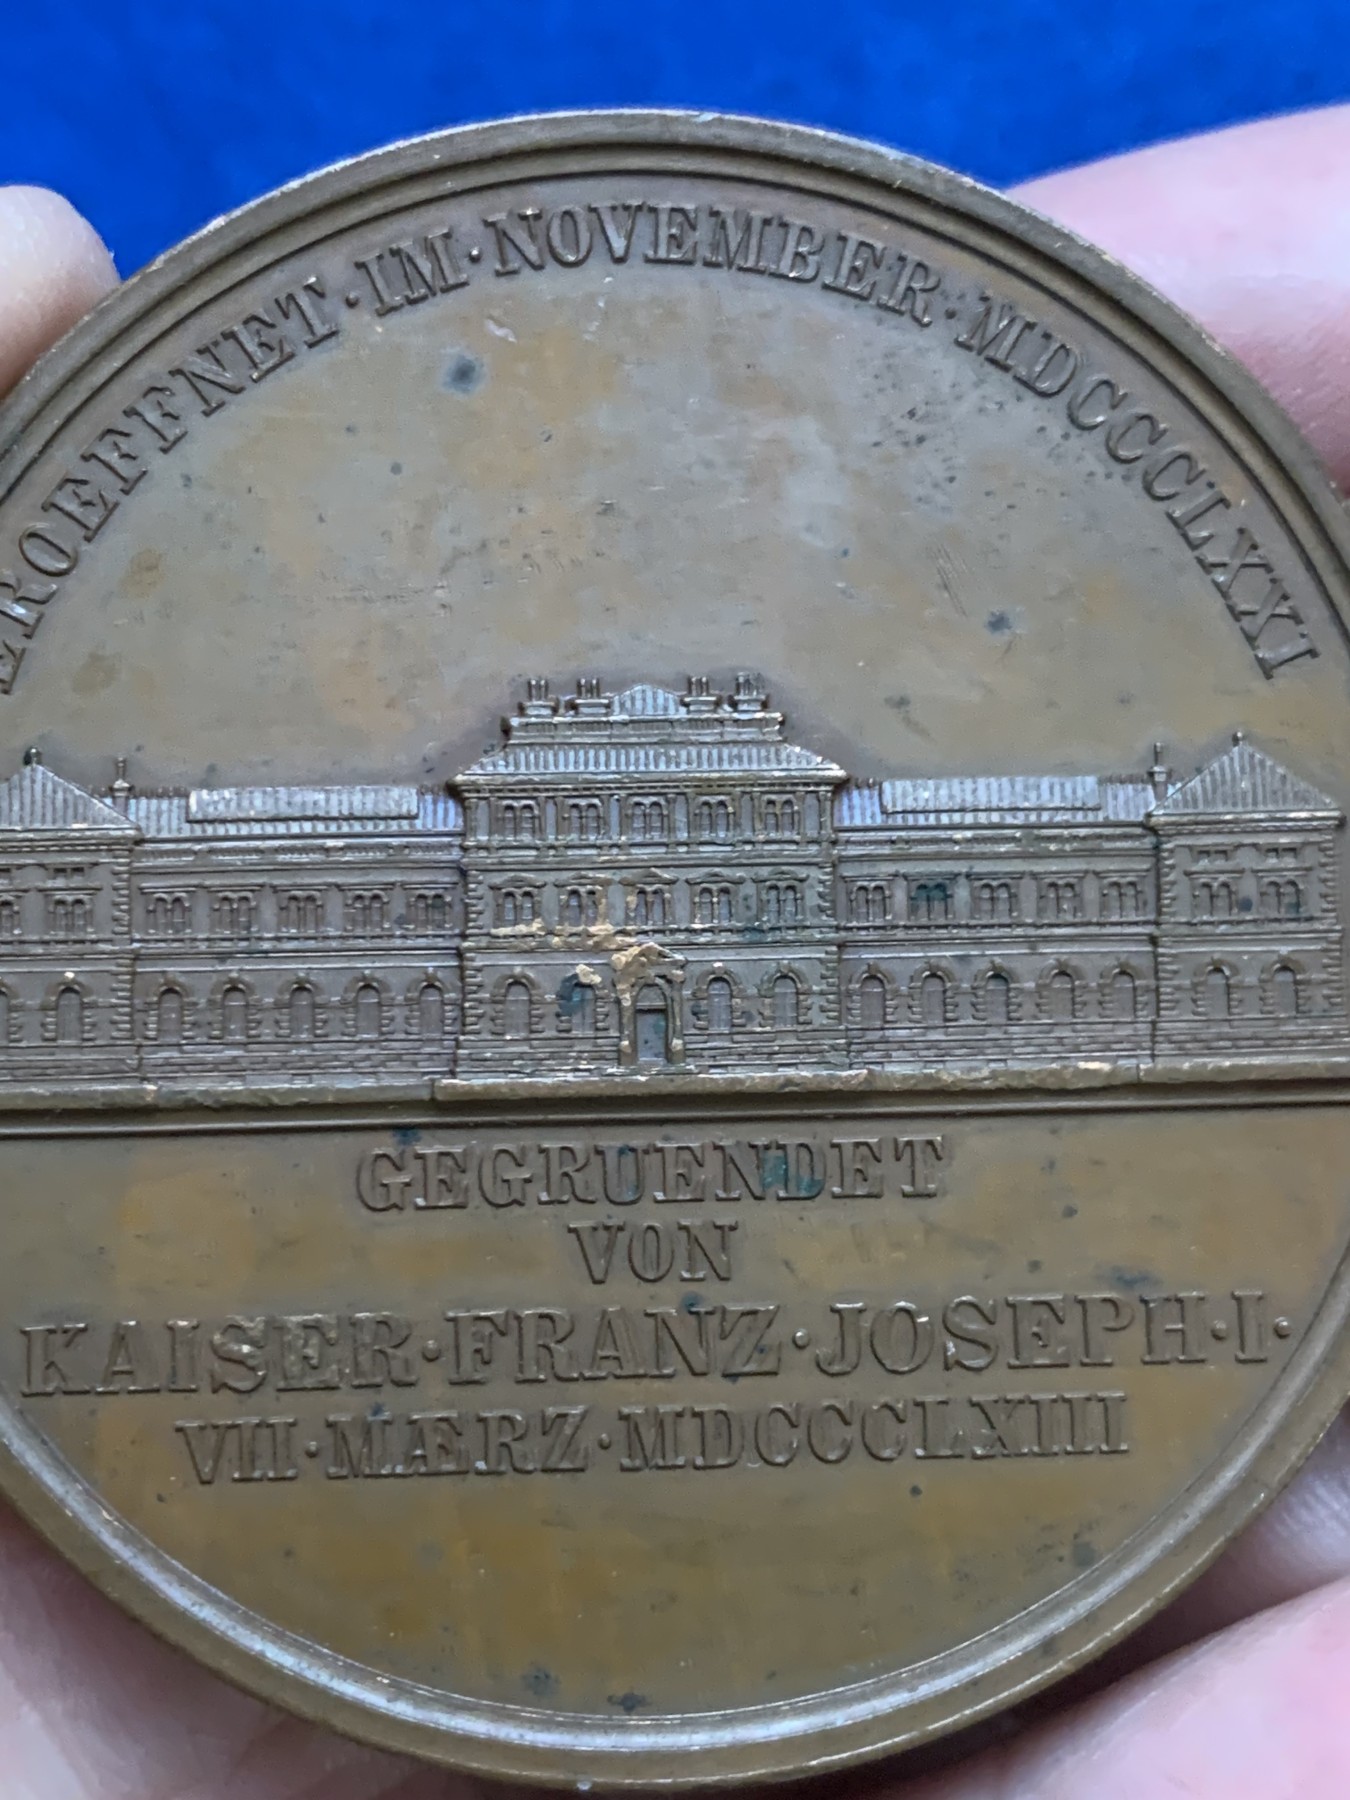 EROEFFNET·IM·NOVEMBER·MDCCCLXXI
GEGRUENDET
VON
KAISER·FRANZ·JOSEPH·I·
VII·MÆRZ·MDCCCLXIII